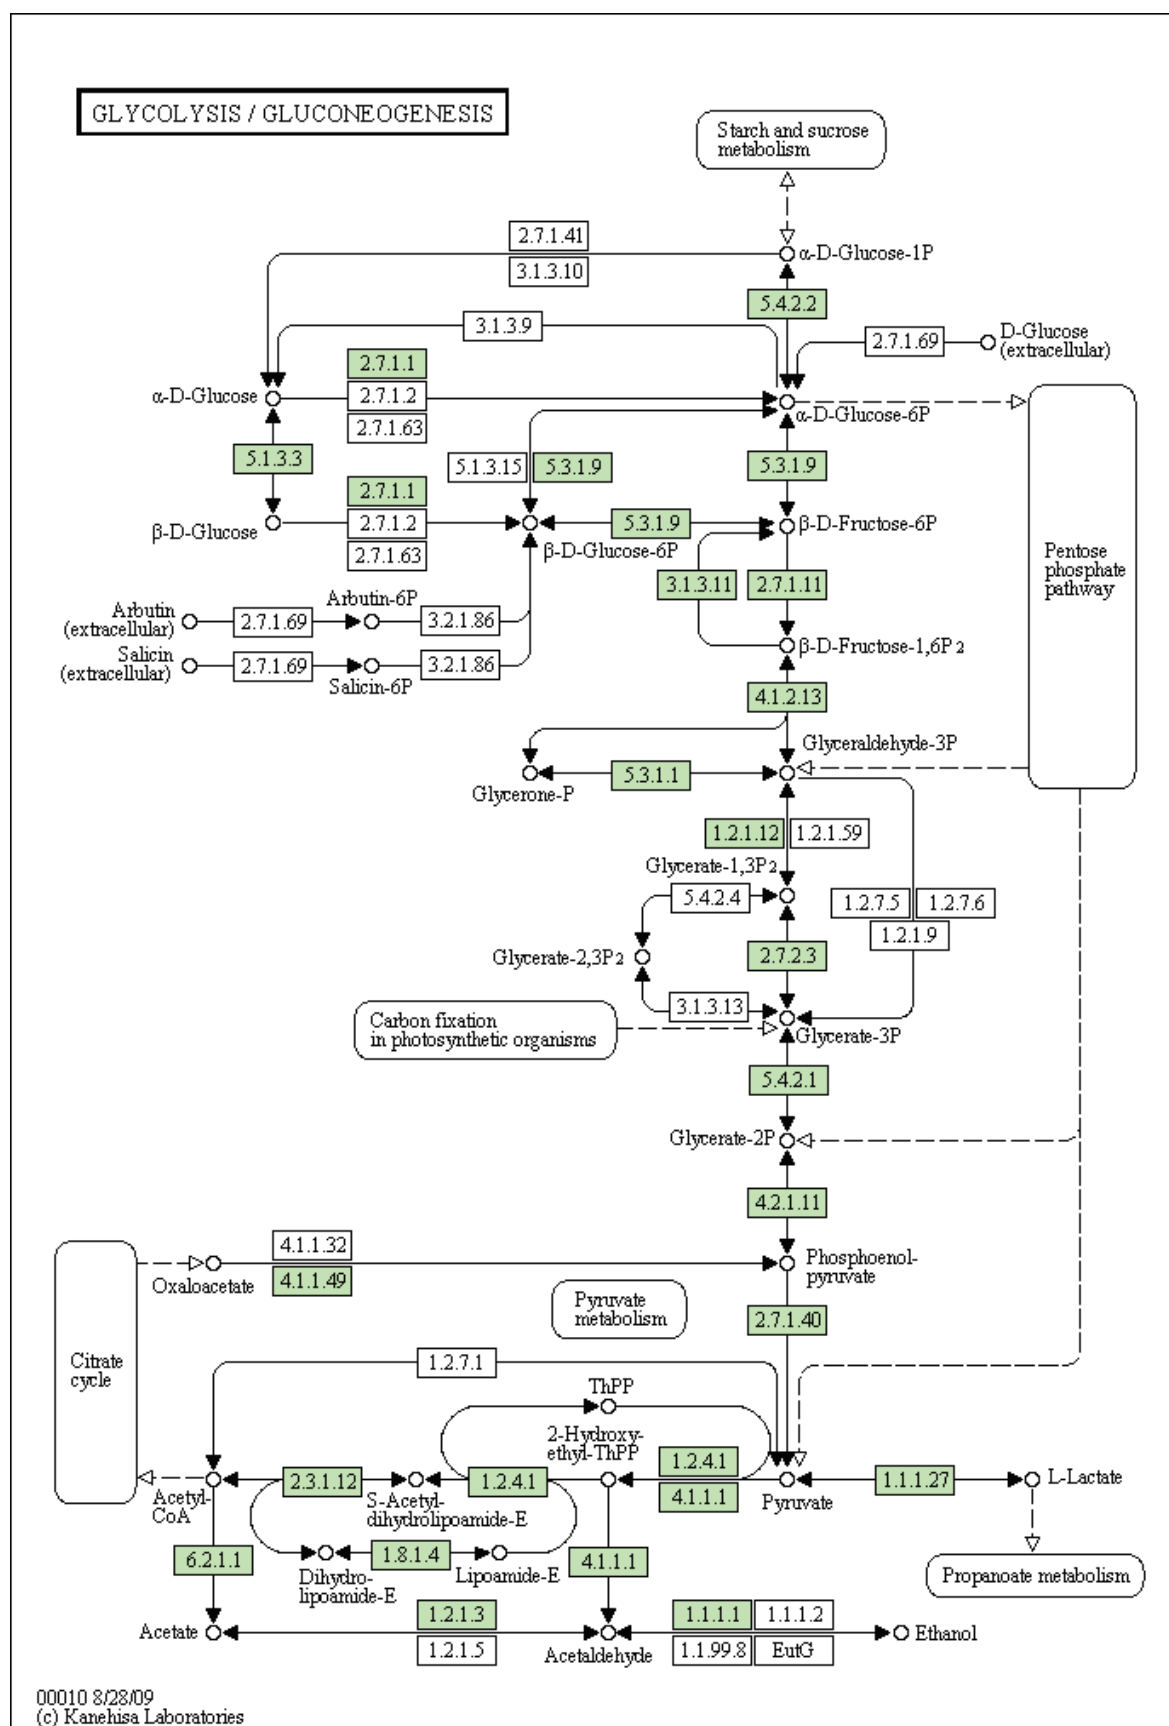 GLYCOLYSIS / GLUCONEOGENESIS
Starch and sucrose
metabolism
2.7.1.41
α-D-Glucose-1P
3.1.3.10
5.4.2.2
3.1.3.9
2.7.1.69
D-Glucose
(extracellular)
2.7.1.1
α-D-Glucose
2.7.1.2
2.7.1.63
α-D-Glucose-6P
5.1.3.3
5.1.3.15
5.3.1.9
5.3.1.9
2.7.1.1
β-D-Glucose
2.7.1.2
2.7.1.63
β-D-Glucose-6P
5.3.1.9
β-D-Fructose-6P
Pentose
phosphate
pathway
3.1.3.11
2.7.1.11
Arbutin
(extracellular)
2.7.1.69
Arbutin-6P
3.2.1.86
Salicin
(extracellular)
2.7.1.69
Salicin-6P
3.2.1.86
β-D-Fructose-1,6P2
4.1.2.13
Glyceraldehyde-3P
Glycerone-P
5.3.1.1
1.2.1.12
1.2.1.59
Glycerate-1,3P2
5.4.2.4
1.2.7.5
1.2.7.6
1.2.1.9
Glycerate-2,3P2
2.7.2.3
3.1.3.13
Carbon fixation
in photosynthetic organisms
Glycerate-3P
5.4.2.1
Glycerate-2P
4.2.1.11
4.1.1.32
Oxaloacetate
4.1.1.49
Phosphoenol-
pyruvate
Pyruvate
metabolism
2.7.1.40
Citrate
cycle
1.2.7.1
ThPP
2-Hydroxy-
ethyl-ThPP
1.2.4.1
4.1.1.1
Acetyl-
CoA
2.3.1.12
S-Acetyl-
dihydrolipoamide-E
1.2.4.1
Pyruvate
1.1.1.27
L-Lactate
6.2.1.1
Dihydro-
lipoamide-E
1.8.1.4
Lipoamide-E
4.1.1.1
Propanoate metabolism
Acetate
1.2.1.3
1.2.1.5
Acetaldehyde
1.1.1.1
1.1.1.2
1.1.99.8
EutG
Ethanol
00010 8/28/09
(c) Kanehisa Laboratories